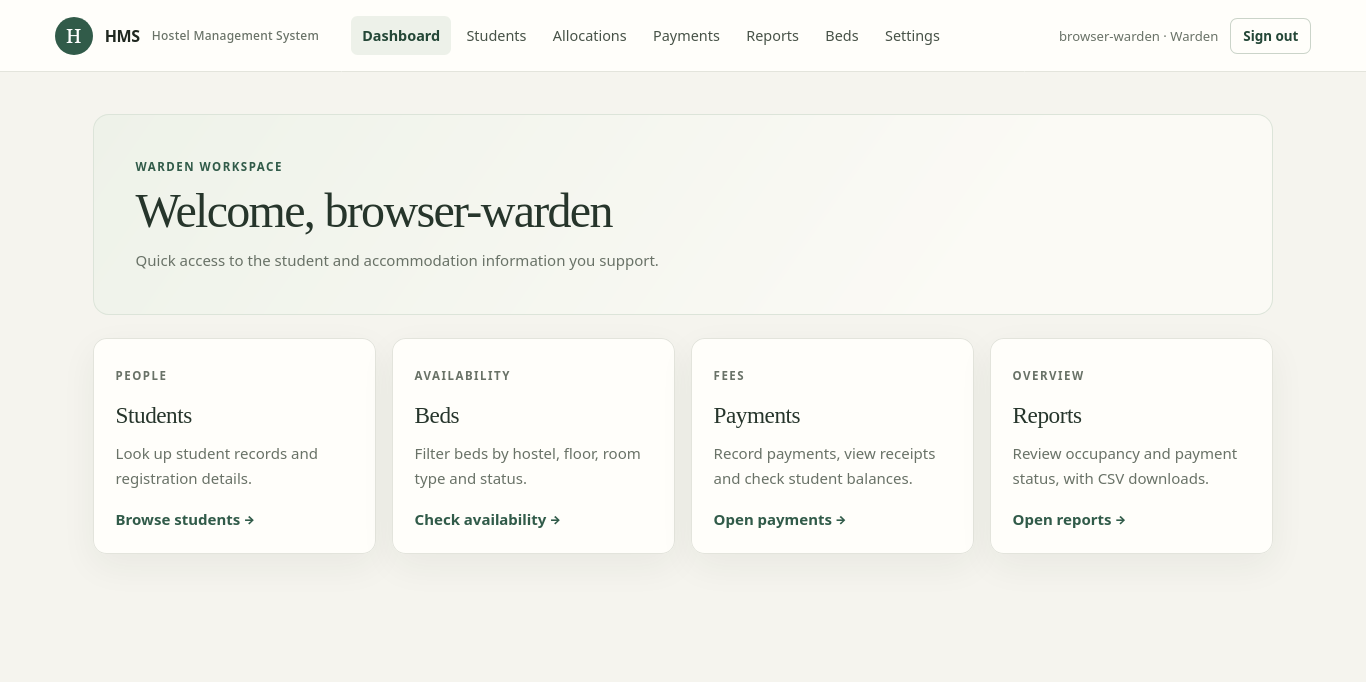 H HMS Hostel Management System Dashboard Students Allocations Payments Reports Beds Settings browser-warden · Warden Sign out
WARDEN WORKSPACE
Welcome, browser-warden
Quick access to the student and accommodation information you support.
PEOPLE
Students
Look up student records and
registration details.
Browse students →
AVAILABILITY
Beds
Filter beds by hostel, floor, room
type and status.
Check availability →
FEES
Payments
Record payments, view receipts
and check student balances.
Open payments →
OVERVIEW
Reports
Review occupancy and payment
status, with CSV downloads.
Open reports →